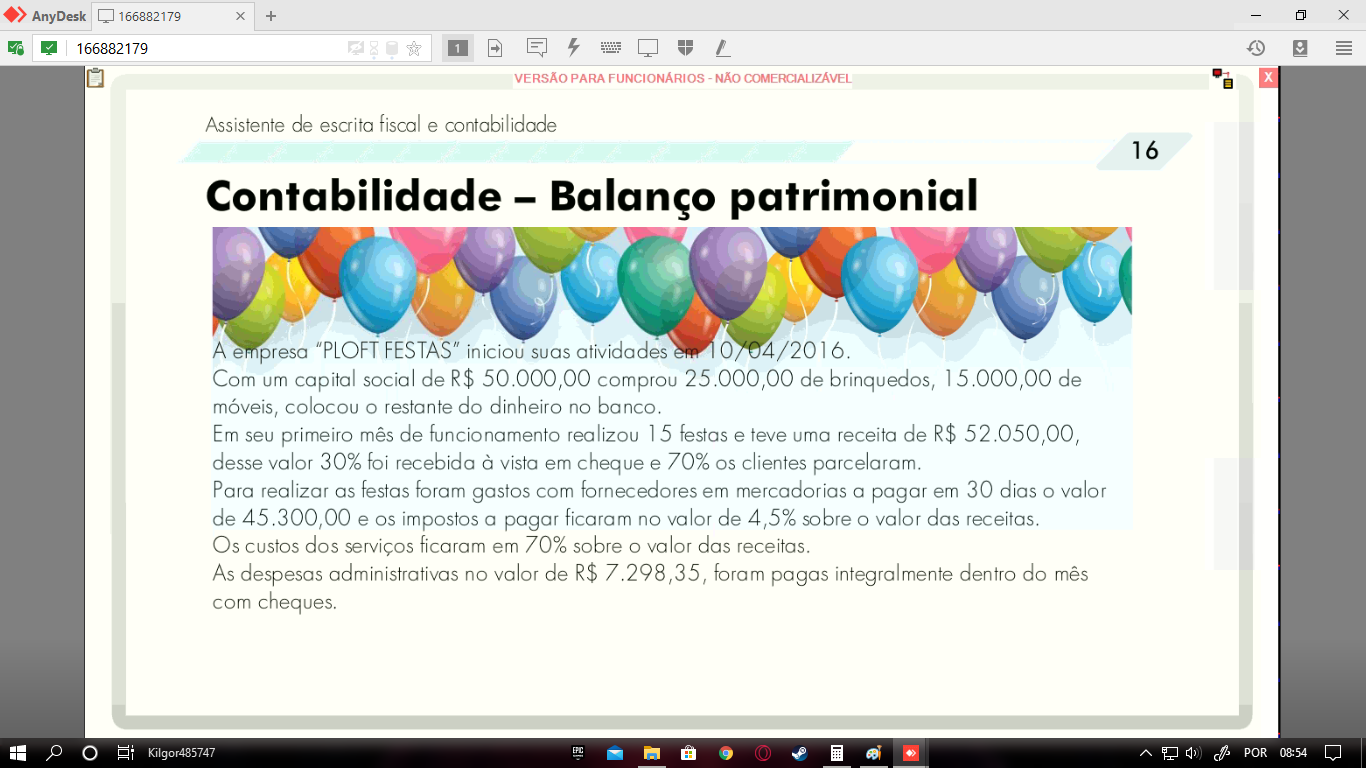 AnyDesk
166882179
166882179
1
VERSÃO PARA FUNCIONÁRIOS - NÃO COMERCIALIZÁVEL
X
Assistente de escrita fiscal e contabilidade
16
Contabilidade – Balanço patrimonial
A empresa “PLOFT FESTAS” iniciou suas atividades em 10/04/2016.
Com um capital social de R$ 50.000,00 comprou 25.000,00 de brinquedos, 15.000,00 de
móveis, colocou o restante do dinheiro no banco.
Em seu primeiro mês de funcionamento realizou 15 festas e teve uma receita de R$ 52.050,00,
desse valor 30% foi recebida à vista em cheque e 70% os clientes parcelaram.
Para realizar as festas foram gastos com fornecedores em mercadorias a pagar em 30 dias o valor
de 45.300,00 e os impostos a pagar ficaram no valor de 4,5% sobre o valor das receitas.
Os custos dos serviços ficaram em 70% sobre o valor das receitas.
As despesas administrativas no valor de R$ 7.298,35, foram pagas integralmente dentro do mês
com cheques.
Kilgor485747
EPIC
POR
08:54